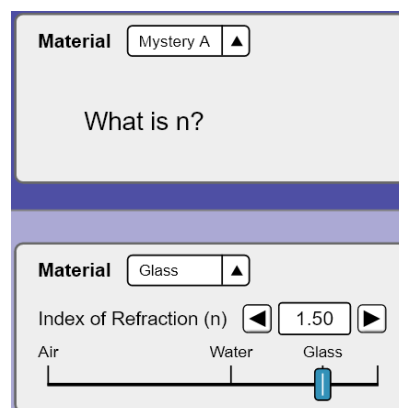 Material Mystery A
What is n?
Material Glass
Index of Refraction (n) 1.50
Air Water Glass